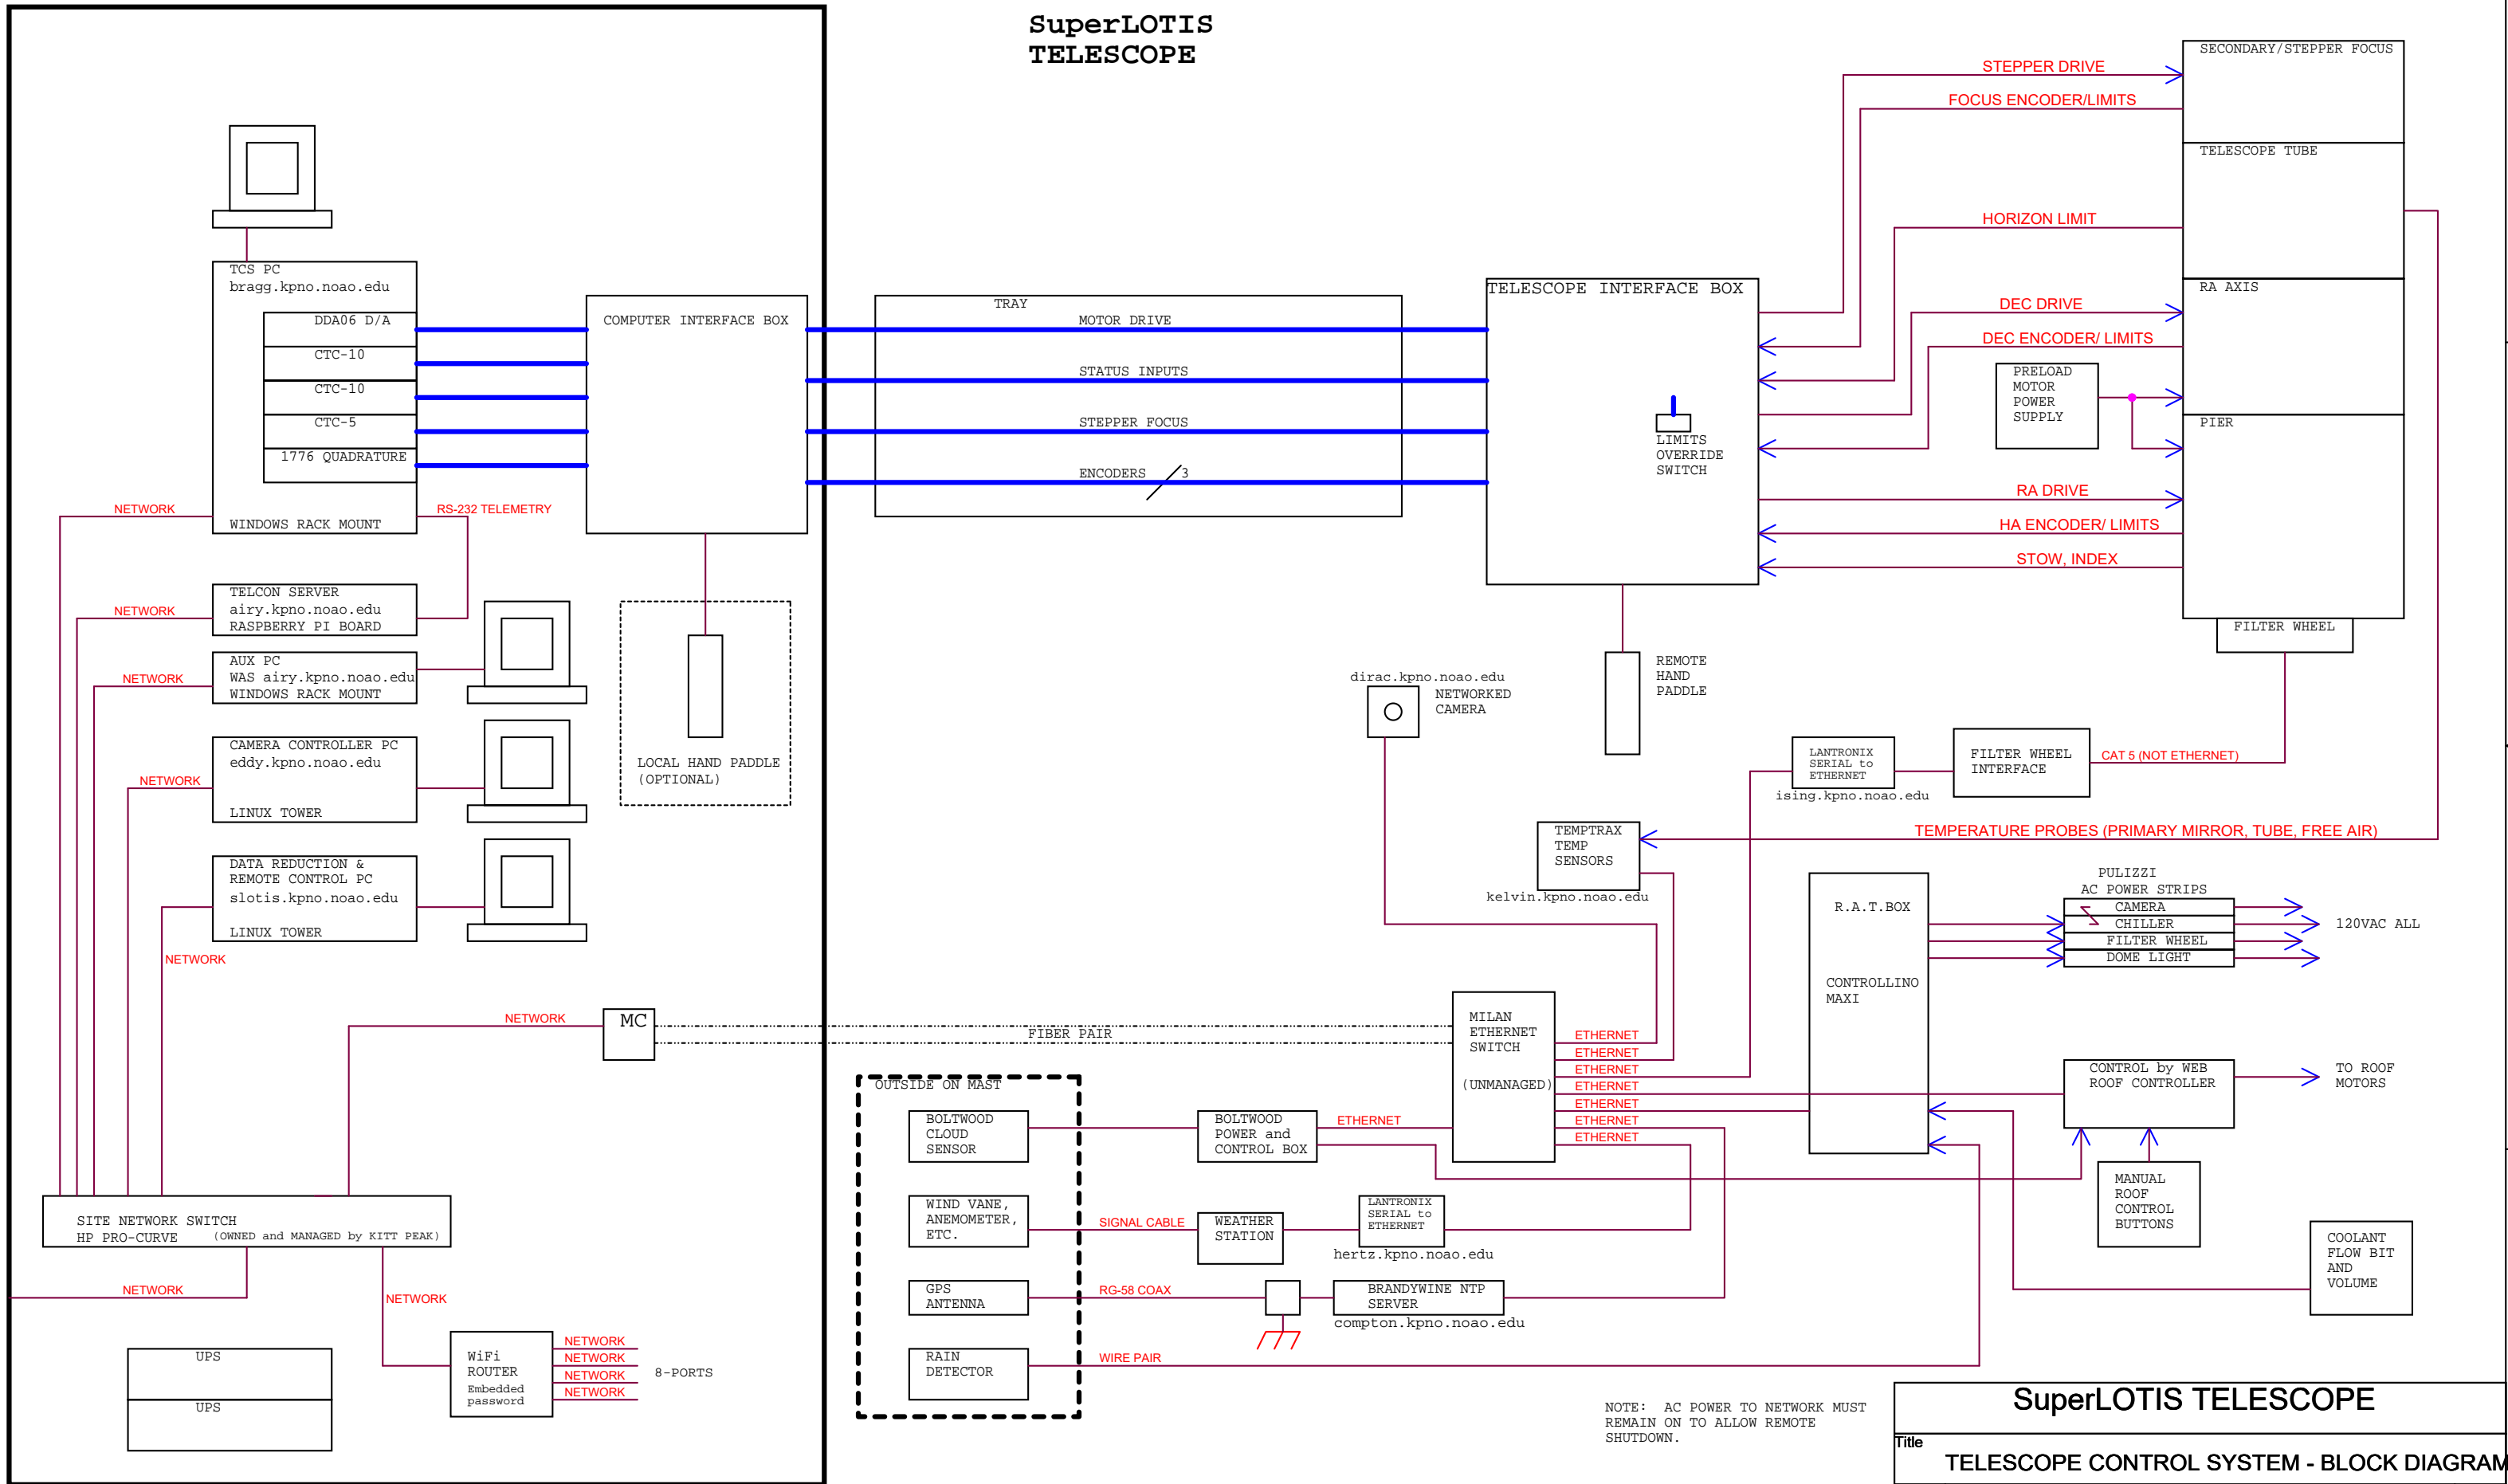 SuperLOTIS
TELESCOPE
TCS PC
bragg.kpno.noao.edu
DDA06 D/A
CTC-10
CTC-10
CTC-5
1776 QUADRATURE
WINDOWS RACK MOUNT
NETWORK
RS-232 TELEMETRY
COMPUTER INTERFACE BOX
TELCON SERVER
airy.kpno.noao.edu
RASPBERRY PI BOARD
NETWORK
AUX PC
WAS airy.kpno.noao.edu
WINDOWS RACK MOUNT
NETWORK
CAMERA CONTROLLER PC
eddy.kpno.noao.edu
LINUX TOWER
NETWORK
DATA REDUCTION &
REMOTE CONTROL PC
slotis.kpno.noao.edu
LINUX TOWER
NETWORK
LOCAL HAND PADDLE
(OPTIONAL)
NETWORK
MC
FIBER PAIR
SITE NETWORK SWITCH
HP PRO-CURVE
(OWNED and MANAGED by KITT PEAK)
NETWORK
NETWORK
UPS
UPS
WiFi
ROUTER
Embedded
password
NETWORK
NETWORK
NETWORK
NETWORK
8-PORTS
TRAY
MOTOR DRIVE
STATUS INPUTS
STEPPER FOCUS
ENCODERS
3
TELESCOPE INTERFACE BOX
LIMITS
OVERRIDE
SWITCH
REMOTE
HAND
PADDLE
STEPPER DRIVE
FOCUS ENCODER/LIMITS
HORIZON LIMIT
DEC DRIVE
DEC ENCODER/ LIMITS
PRELOAD
MOTOR
POWER
SUPPLY
RA DRIVE
HA ENCODER/ LIMITS
STOW, INDEX
SECONDARY/STEPPER FOCUS
TELESCOPE TUBE
RA AXIS
PIER
FILTER WHEEL
dirac.kpno.noao.edu
NETWORKED
CAMERA
LANTRONIX
SERIAL to
ETHERNET
ising.kpno.noao.edu
FILTER WHEEL
INTERFACE
CAT 5 (NOT ETHERNET)
TEMPTRAX
TEMP
SENSORS
kelvin.kpno.noao.edu
TEMPERATURE PROBES (PRIMARY MIRROR, TUBE, FREE AIR)
R.A.T.BOX
CONTROLLINO
MAXI
PULIZZI
AC POWER STRIPS
CAMERA
CHILLER
FILTER WHEEL
DOME LIGHT
120VAC ALL
MILAN
ETHERNET
SWITCH
(UNMANAGED)
ETHERNET
ETHERNET
ETHERNET
ETHERNET
ETHERNET
ETHERNET
ETHERNET
CONTROL by WEB
ROOF CONTROLLER
TO ROOF
MOTORS
MANUAL
ROOF
CONTROL
BUTTONS
COOLANT
FLOW BIT
AND
VOLUME
OUTSIDE ON MAST
BOLTWOOD
CLOUD
SENSOR
BOLTWOOD
POWER and
CONTROL BOX
ETHERNET
WIND VANE,
ANEMOMETER,
ETC.
SIGNAL CABLE
WEATHER
STATION
LANTRONIX
SERIAL to
ETHERNET
hertz.kpno.noao.edu
GPS
ANTENNA
RG-58 COAX
BRANDYWINE NTP
SERVER
compton.kpno.noao.edu
RAIN
DETECTOR
WIRE PAIR
NOTE: AC POWER TO NETWORK MUST
REMAIN ON TO ALLOW REMOTE
SHUTDOWN.
SuperLOTIS TELESCOPE
Title
TELESCOPE CONTROL SYSTEM - BLOCK DIAGRAM